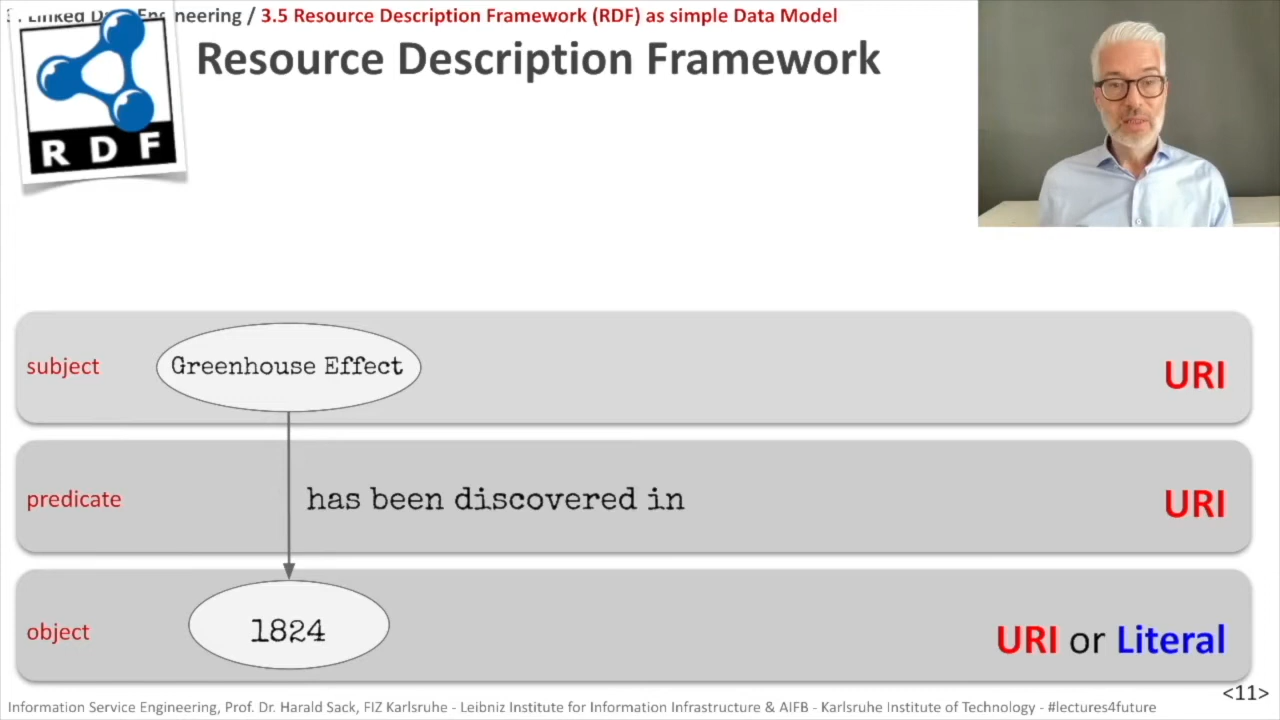 Engineering / 3.5 Resource Description Framework (RDF) as simple Data Model
Resource Description Framework
RDF
subject
Greenhouse Effect
URI
predicate
has been discovered in
URI
object
1824
URI or Literal
<11>
Information Service Engineering, Prof. Dr. Harald Sack, FIZ Karlsruhe - Leibniz Institute for Information Infrastructure & AIFB - Karlsruhe Institute of Technology - #lectures4future